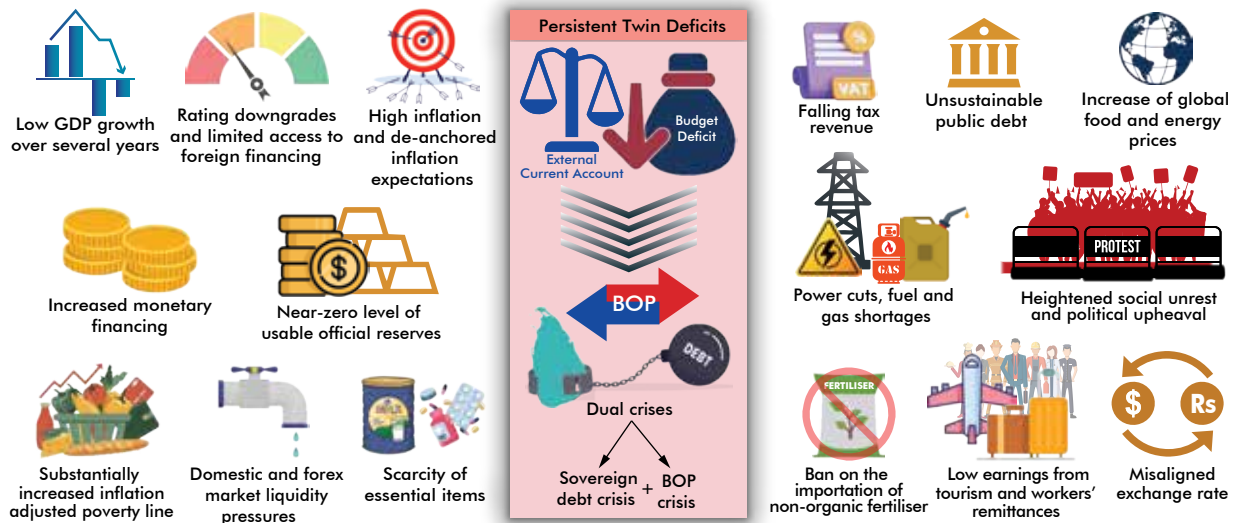 Low GDP growth
over several years
Rating downgrades
and limited access to
foreign financing
High inflation
and de-anchored
inflation
expectations
Increased monetary
financing
$
Near-zero level of
usable official reserves
Substantially
increased inflation
adjusted poverty line
Domestic and forex
market liquidity
pressures
Scarcity of
essential items
Persistent Twin Deficits
External
Current Account
Budget
Deficit
BOP
DEBT
Dual crises
Sovereign
debt crisis
+
BOP
crisis
$
VAT
Falling tax
revenue
Unsustainable
public debt
Increase of global
food and energy
prices
GAS
Power cuts, fuel and
gas shortages
PROTEST
Heightened social unrest
and political upheaval
FERTILISER
Ban on the
importation of
non-organic fertiliser
Low earnings from
tourism and workers’
remittances
$
Rs
Misaligned
exchange rate